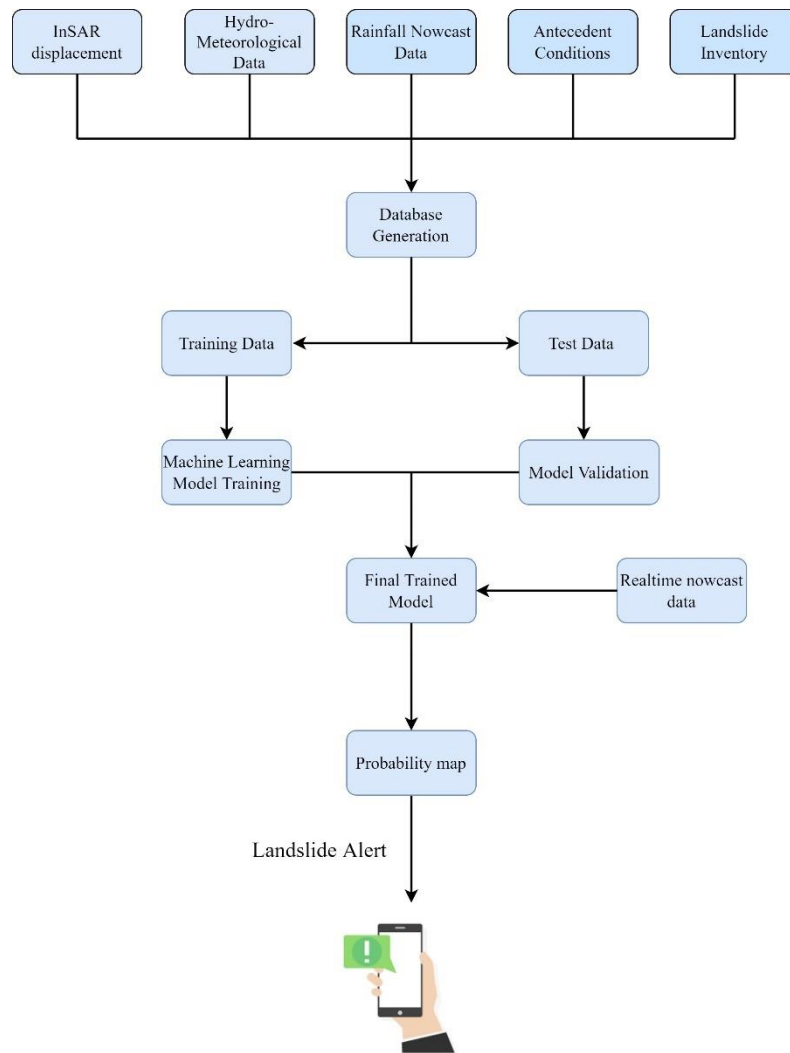 InSAR
displacement
Hydro-
Meteorological
Data
Rainfall Nowcast
Data
Antecedent
Conditions
Landslide
Inventory
Database
Generation
Training Data
Test Data
Machine Learning
Model Training
Model Validation
Final Trained
Model
Realtime nowcast
data
Probability map
Landslide Alert
!